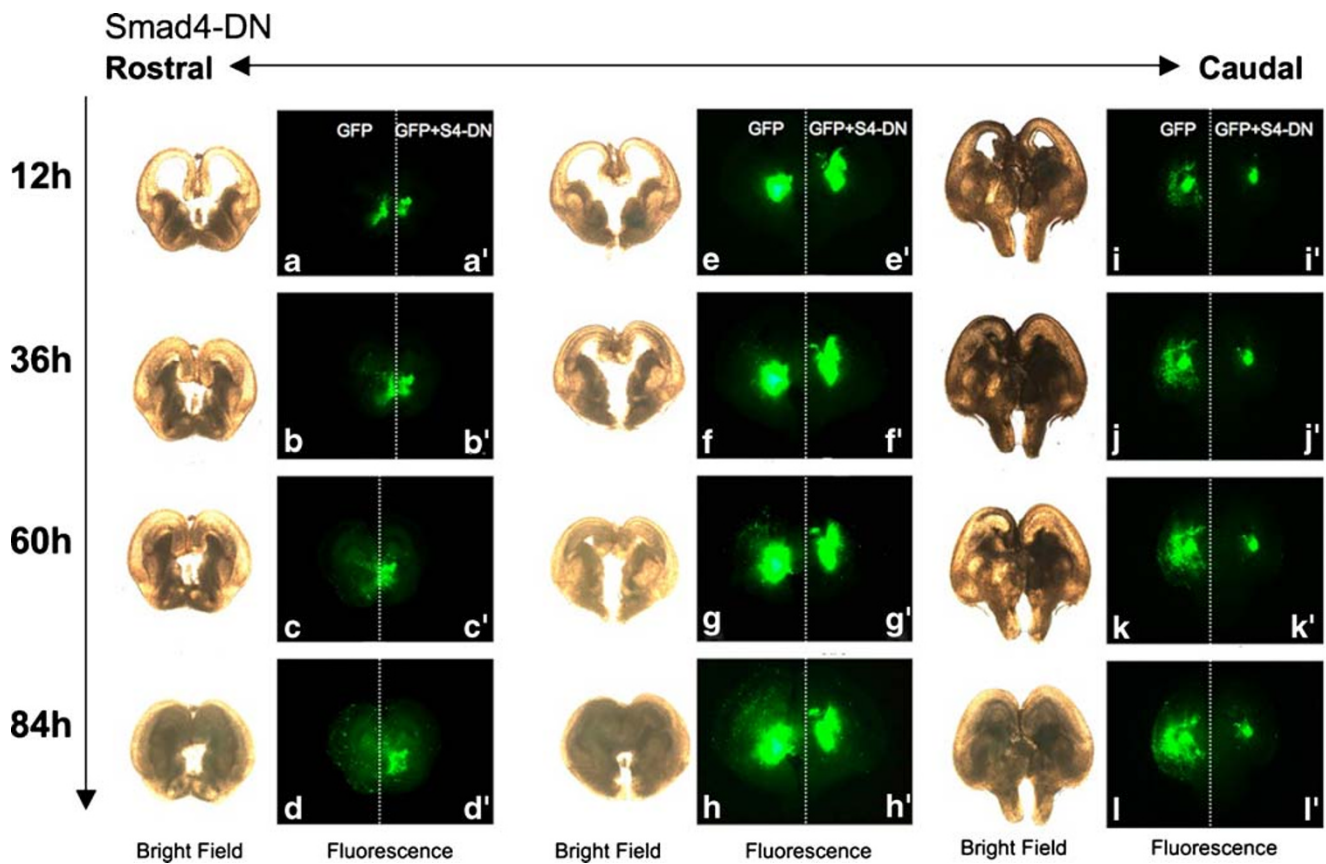 Smad4-DN
Rostral Caudal
12h
GFP GFP+S4-DN GFP GFP+S4-DN GFP GFP+S4-DN
a a' e e' i i'
36h
b b' f f' j j'
60h
c c' g g' k k'
84h
d d' h h' l l'
Bright Field Fluorescence Bright Field Fluorescence Bright Field Fluorescence